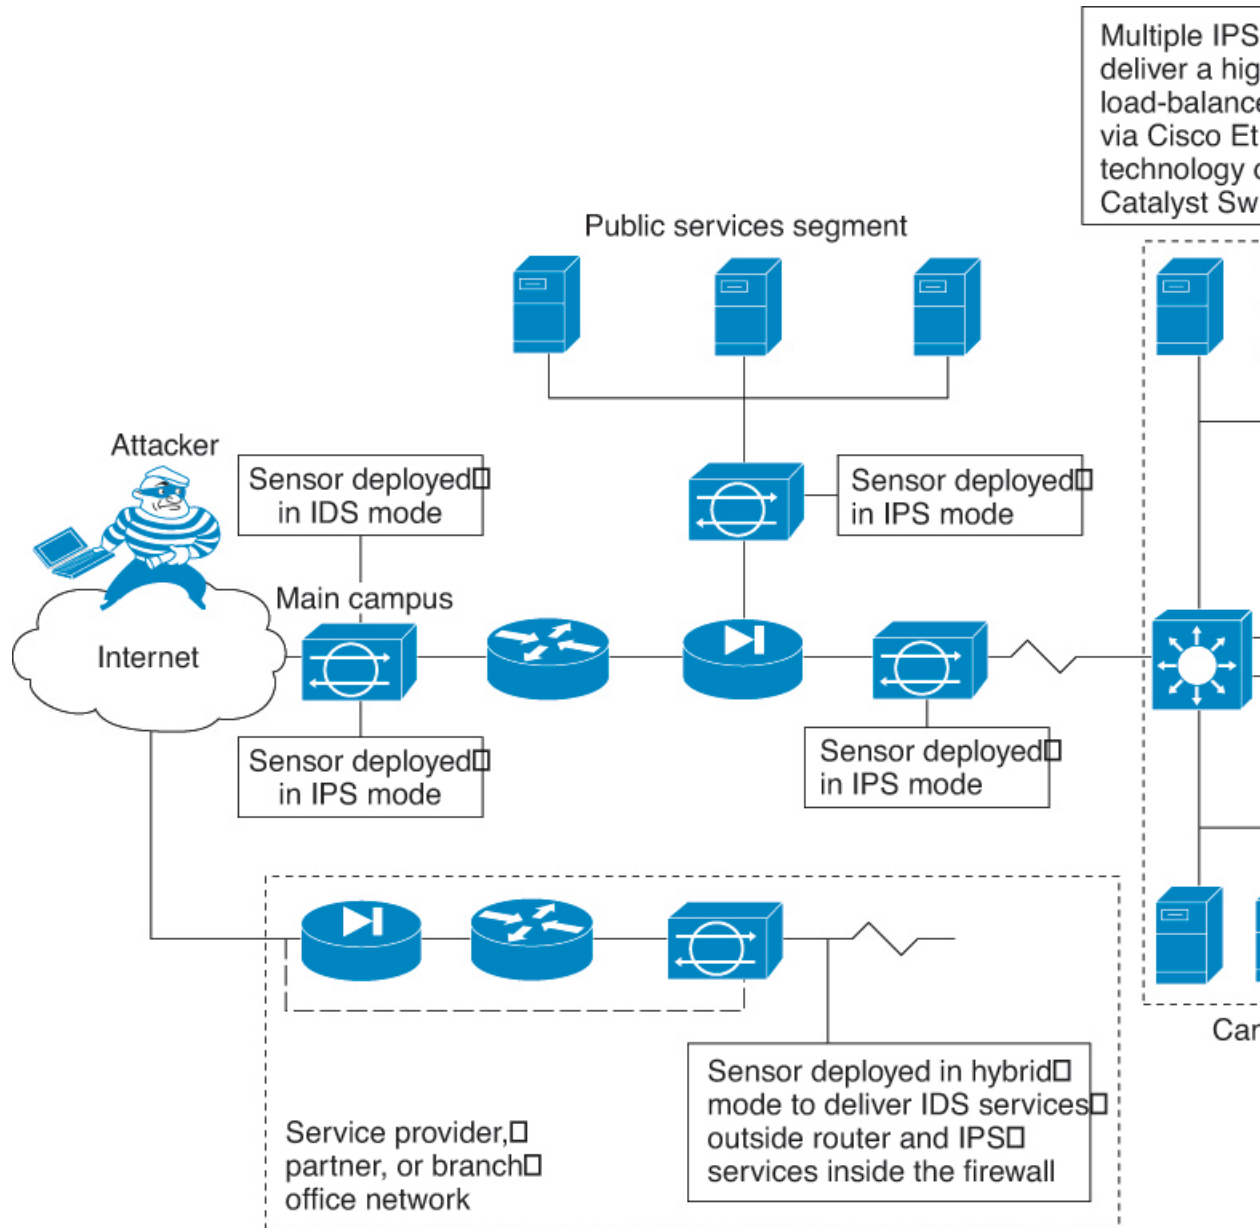 Multiple IPS
deliver a hig
load-balance
via Cisco Et
technology
Catalyst Sw
Public services segment
Attacker
Sensor deployed
in IDS mode
Sensor deployed
in IPS mode
Main campus
Internet
Sensor deployed
in IPS mode
Sensor deployed
in IPS mode
Service provider,
partner, or branch
office network
Sensor deployed in hybrid
mode to deliver IDS services
outside router and IPS
services inside the firewall